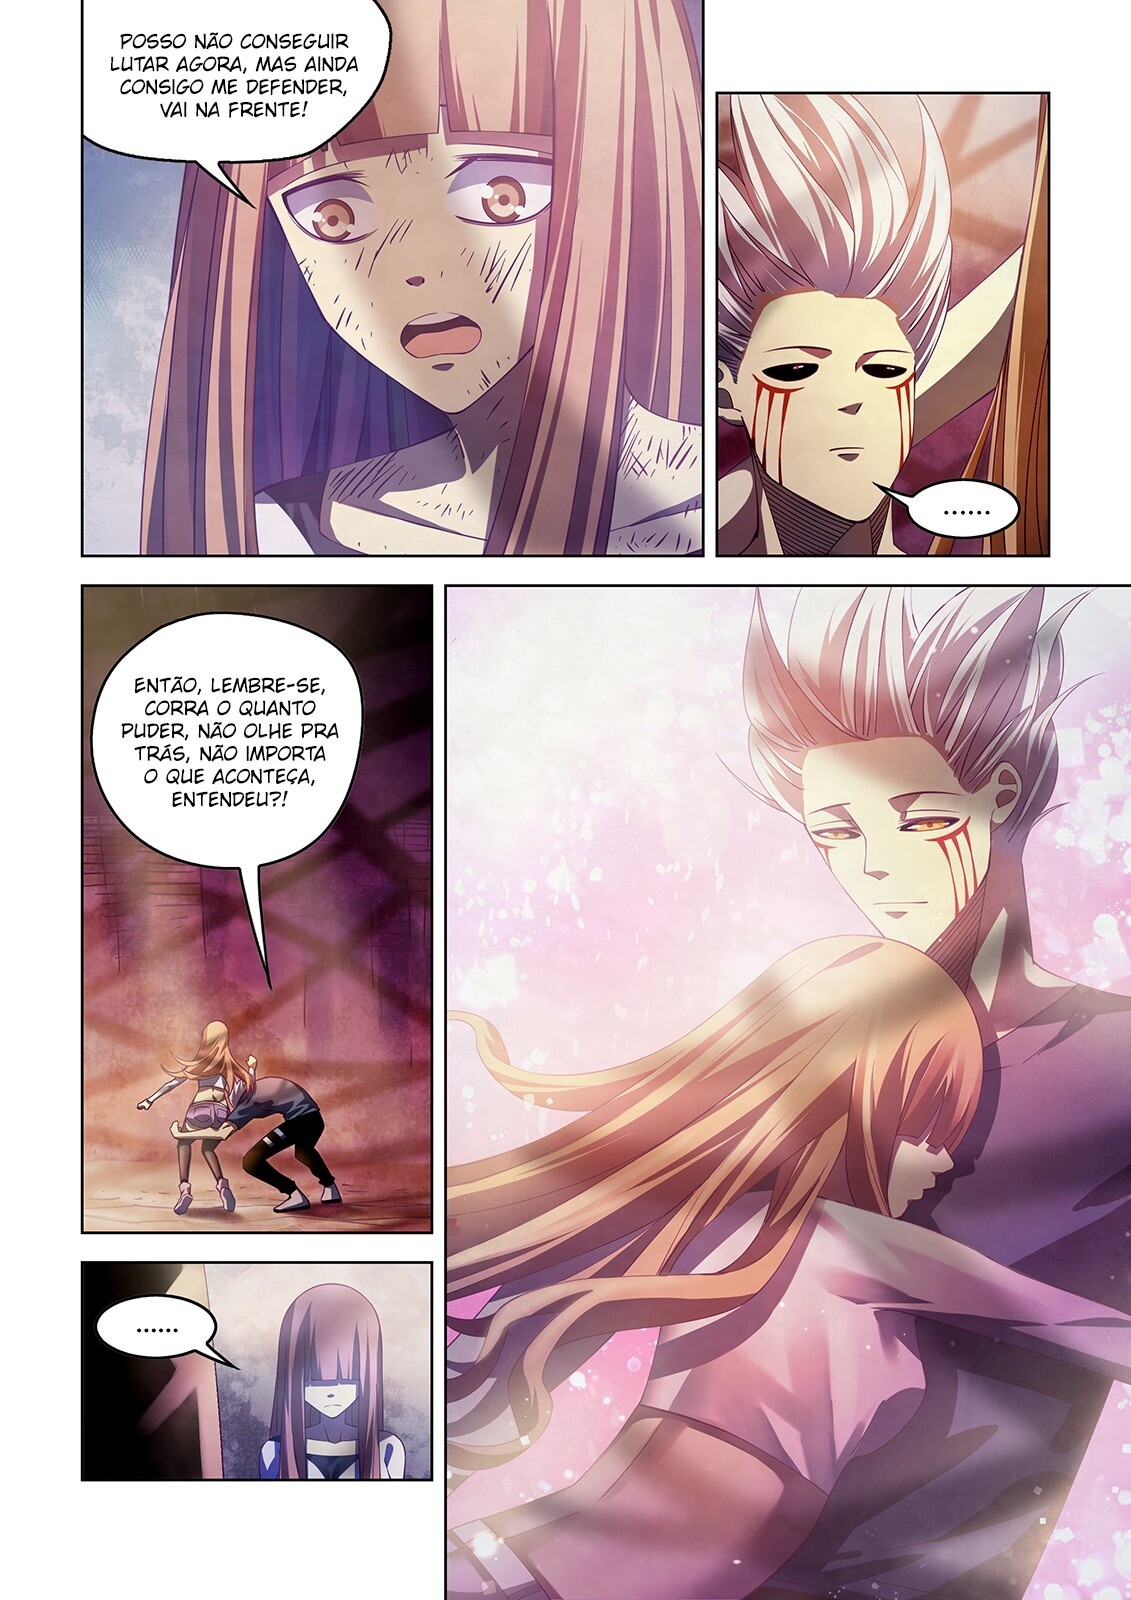 POSSO NÃO CONSEGUIR
LUTAR AGORA, MAS AINDA
CONSIGO ME DEFENDER,
VAI NA FRENTE!
......
ENTÃO, LEMBRE-SE,
CORRA O QUANTO
PUDER, NÃO OLHE PRA
TRÁS, NÃO IMPORTA
O QUE ACONTEÇA,
ENTENDEU?!
......